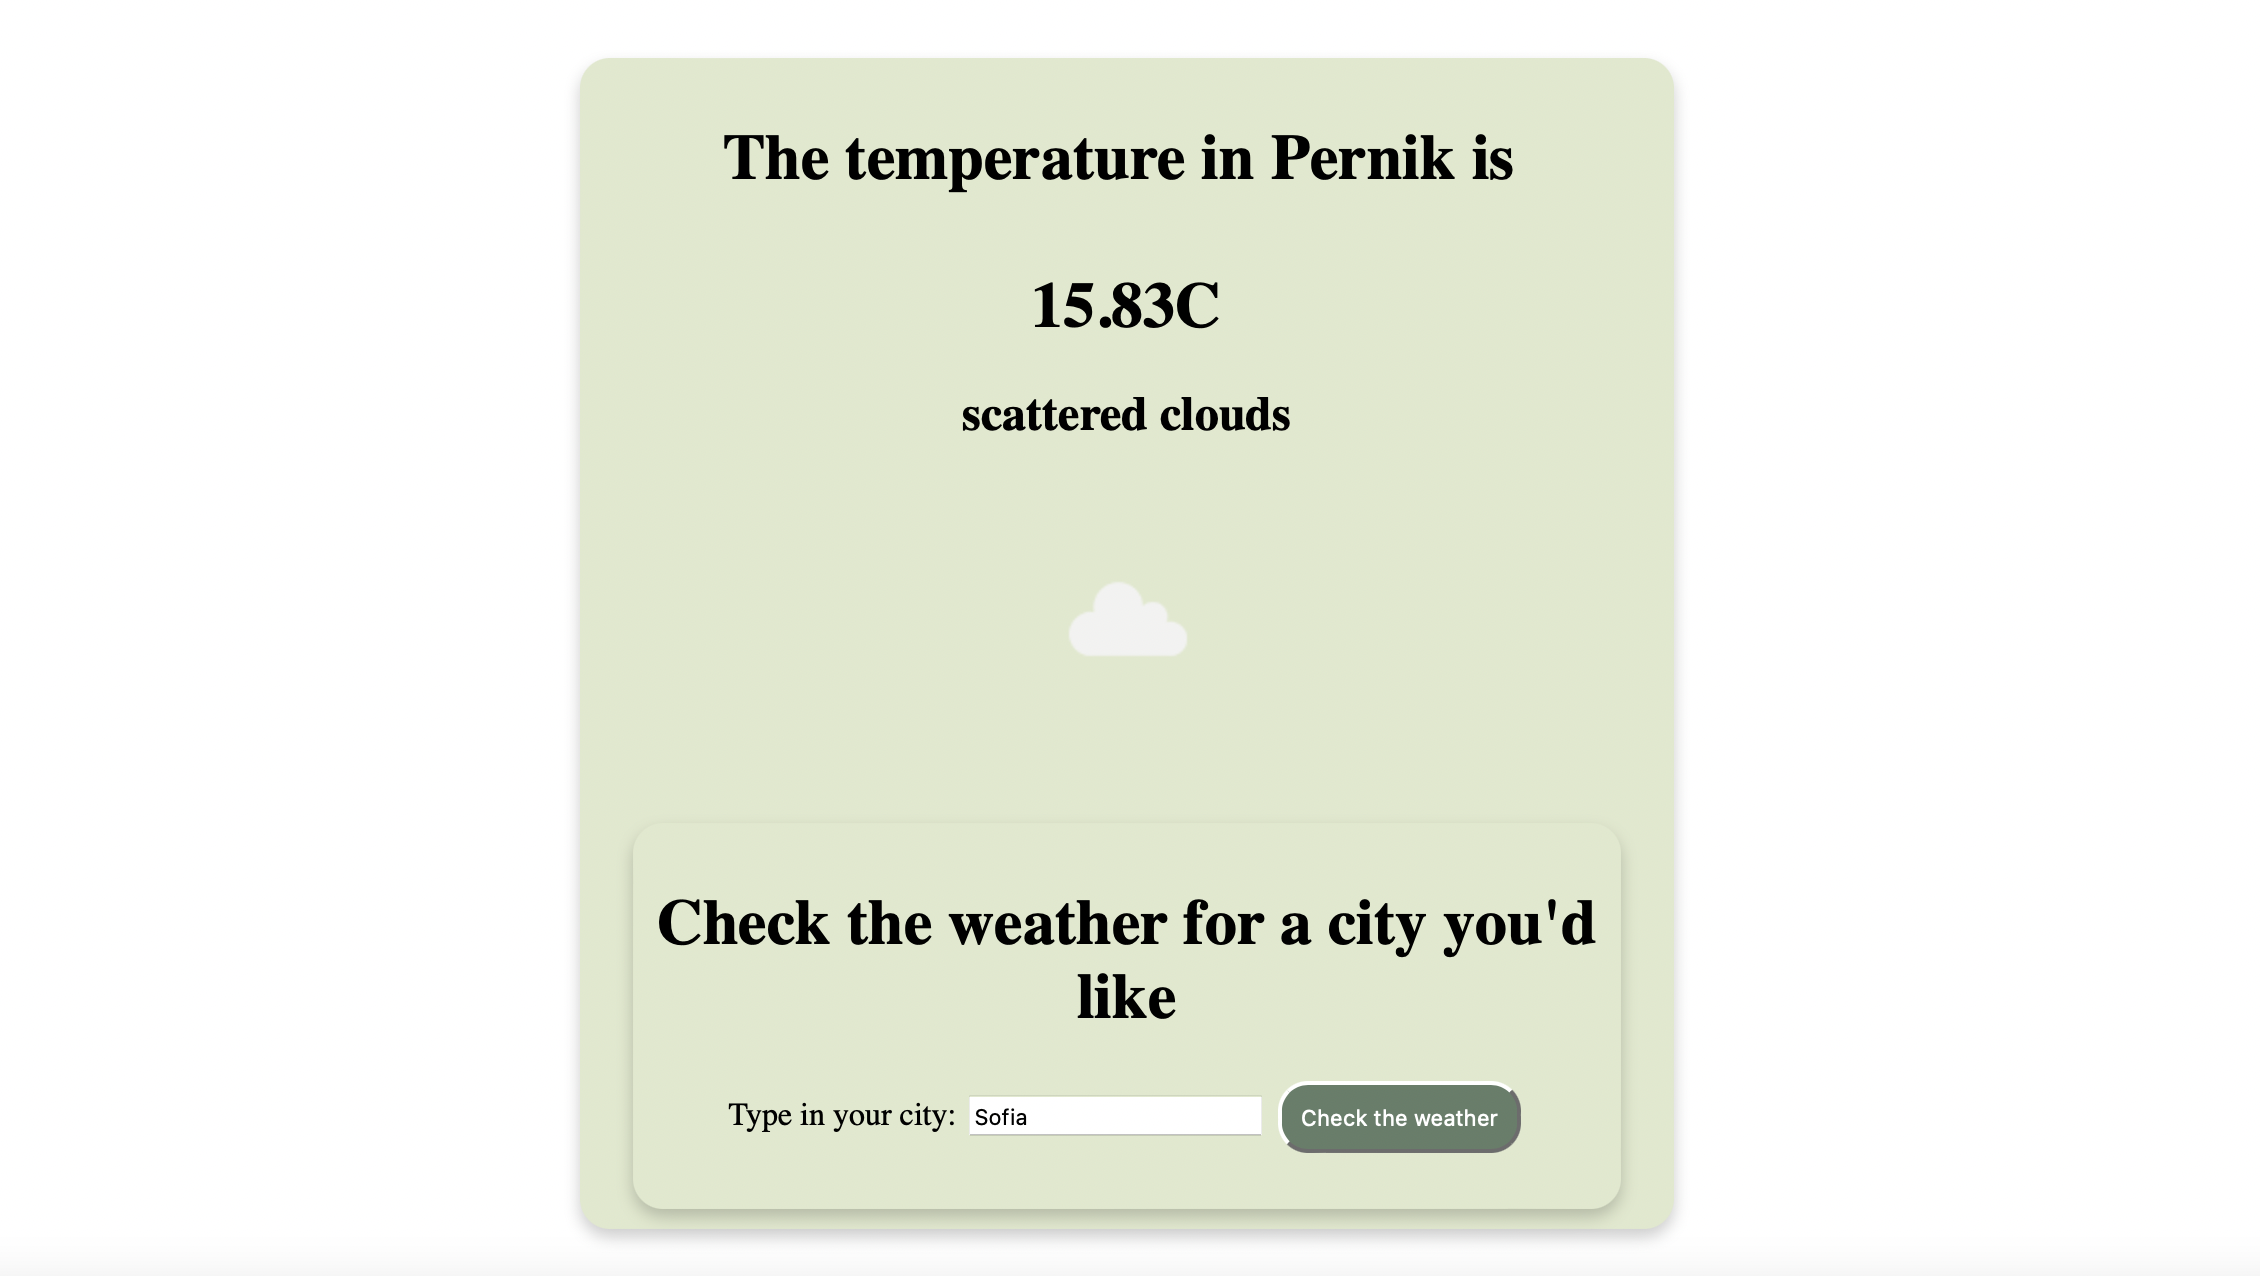 The temperature in Pernik is
15.83C
scattered clouds
Check the weather for a city you'd
like
Type in your city: Sofia Check the weather